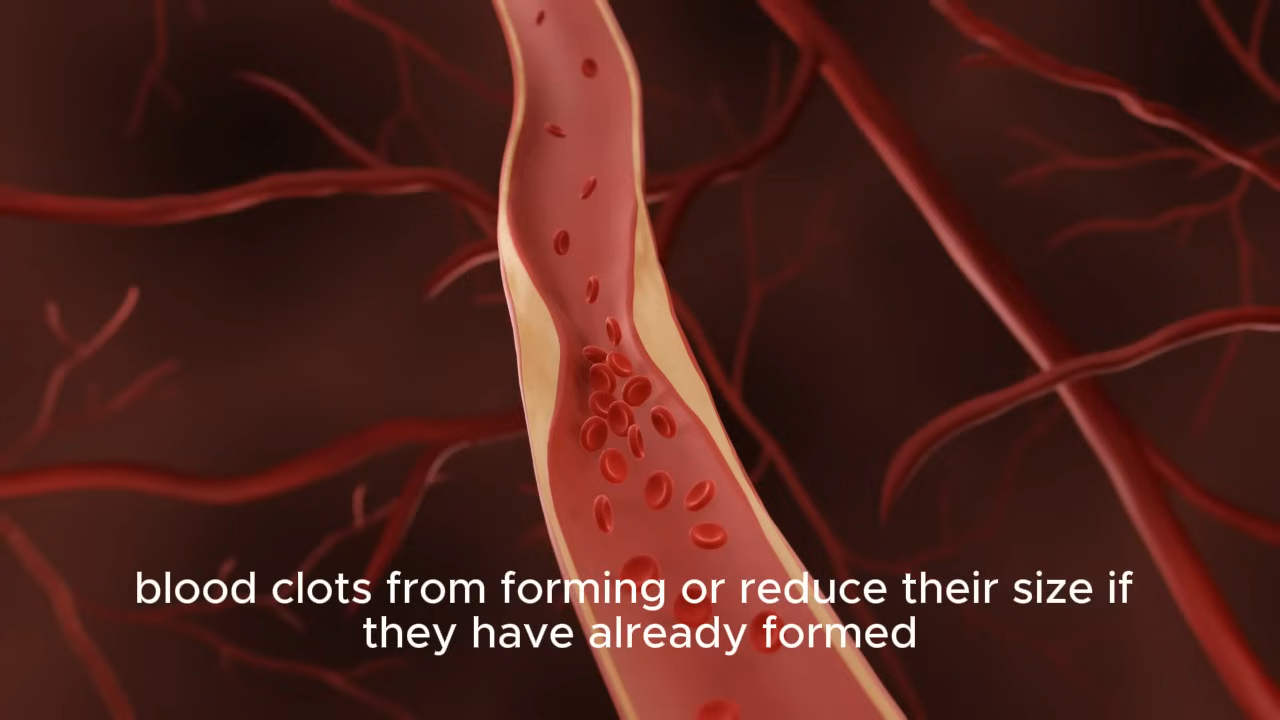 blood clots from forming or reduce their size if
they have already formed